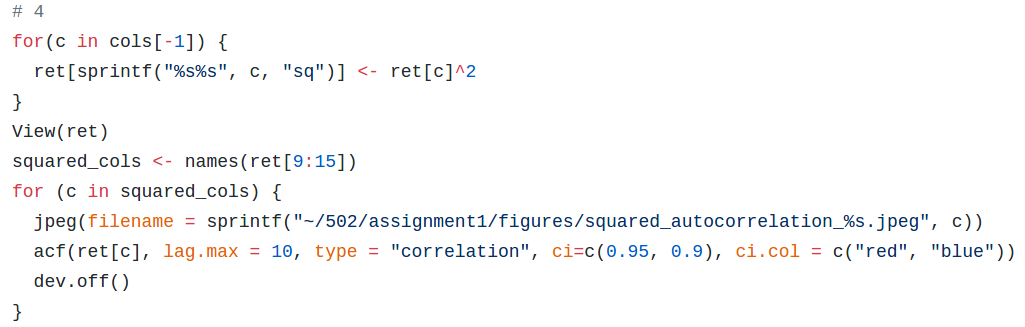 # 4
for(c in cols[-1]) {
  ret[sprintf("%s%s", c, "sq")] <- ret[c]^2
}
View(ret)
squared_cols <- names(ret[9:15])
for (c in squared_cols) {
  jpeg(filename = sprintf("~/502/assignment1/figures/squared_autocorrelation_%s.jpeg", c))
  acf(ret[c], lag.max = 10, type = "correlation", ci=c(0.95, 0.9), ci.col = c("red", "blue"))
  dev.off()
}